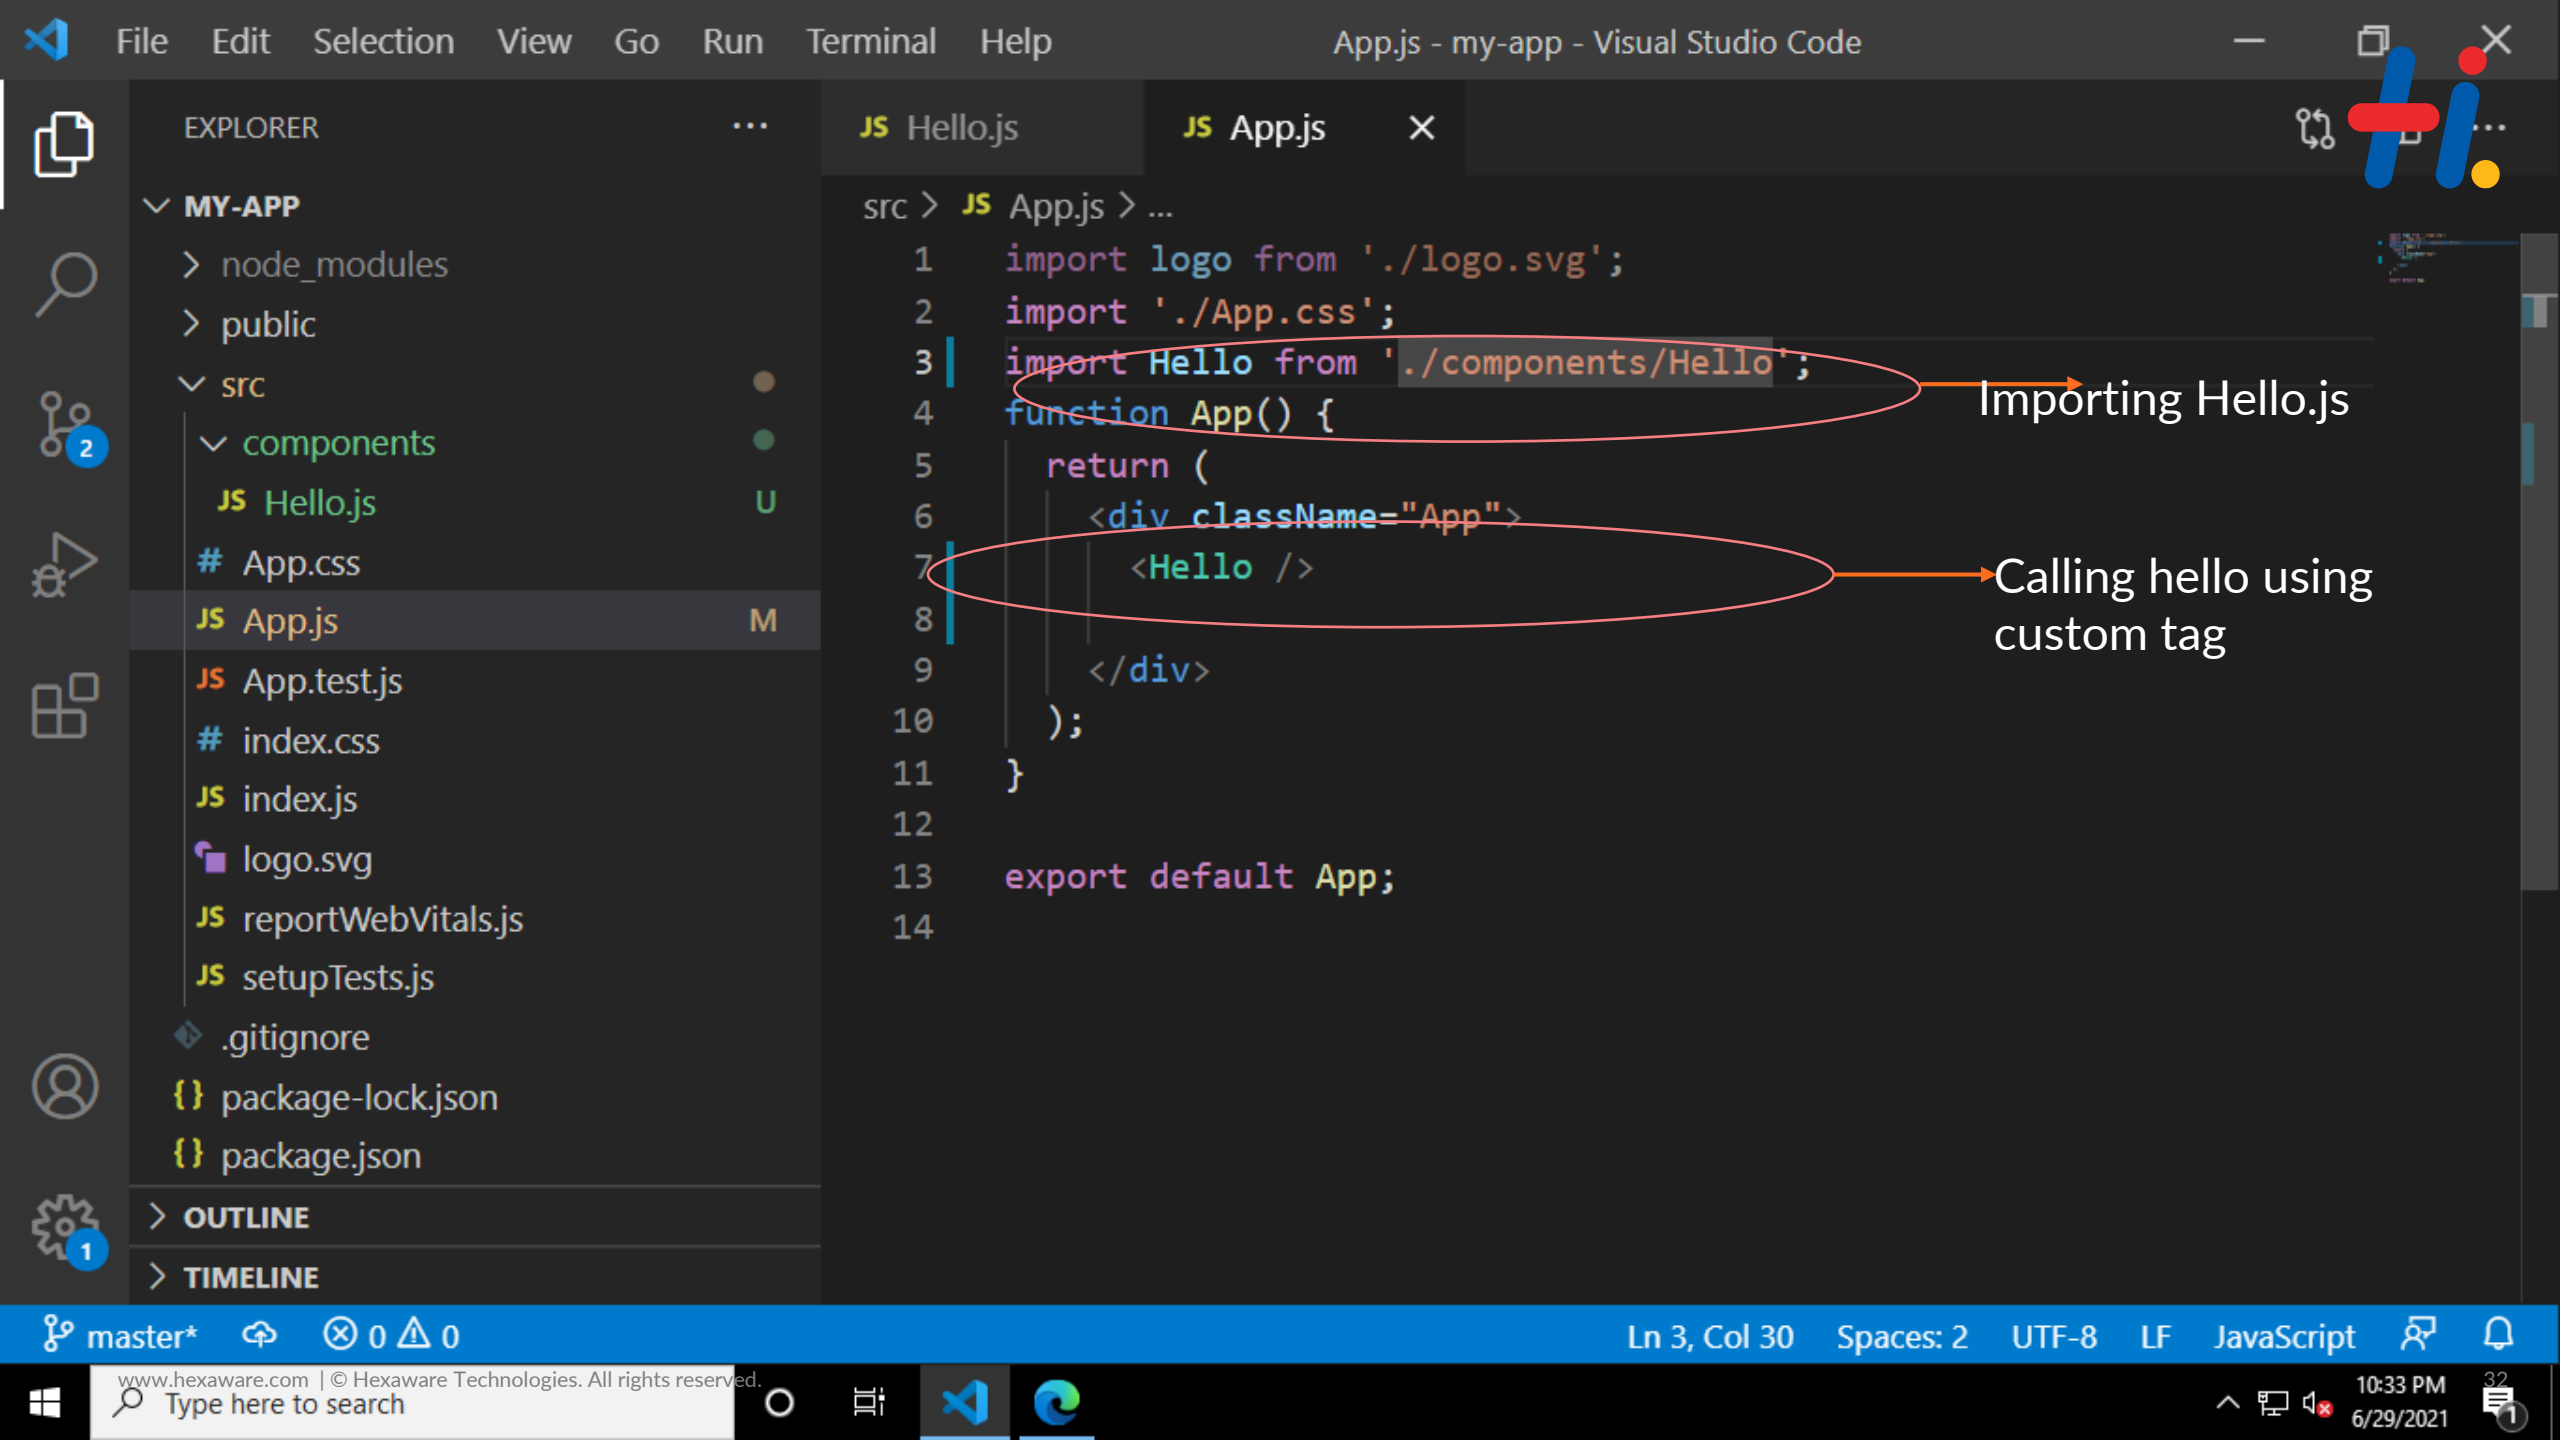 File Edit Selection View Go Run Terminal Help App.js - my-app - Visual Studio Code
EXPLORER ···
MY-APP
node_modules
public
src
components
JS Hello.js U
# App.css
JS App.js M
JS App.test.js
# index.css
JS index.js
logo.svg
JS reportWebVitals.js
JS setupTests.js
.gitignore
{} package-lock.json
{} package.json
OUTLINE
TIMELINE
2
1
JS Hello.js JS App.js
Hi.
src > JS App.js > ...
1 import logo from './logo.svg';
2 import './App.css';
3 import Hello from './components/Hello';
4 function App() {
5 return (
6 <div className="App">
7 <Hello />
8
9 </div>
10 );
11 }
12
13 export default App;
14
Importing Hello.js
Calling hello using
custom tag
master* 0 0 Ln 3, Col 30 Spaces: 2 UTF-8 LF JavaScript
www.hexaware.com | © Hexaware Technologies. All rights reserved. 32
Type here to search
10:33 PM
6/29/2021
1